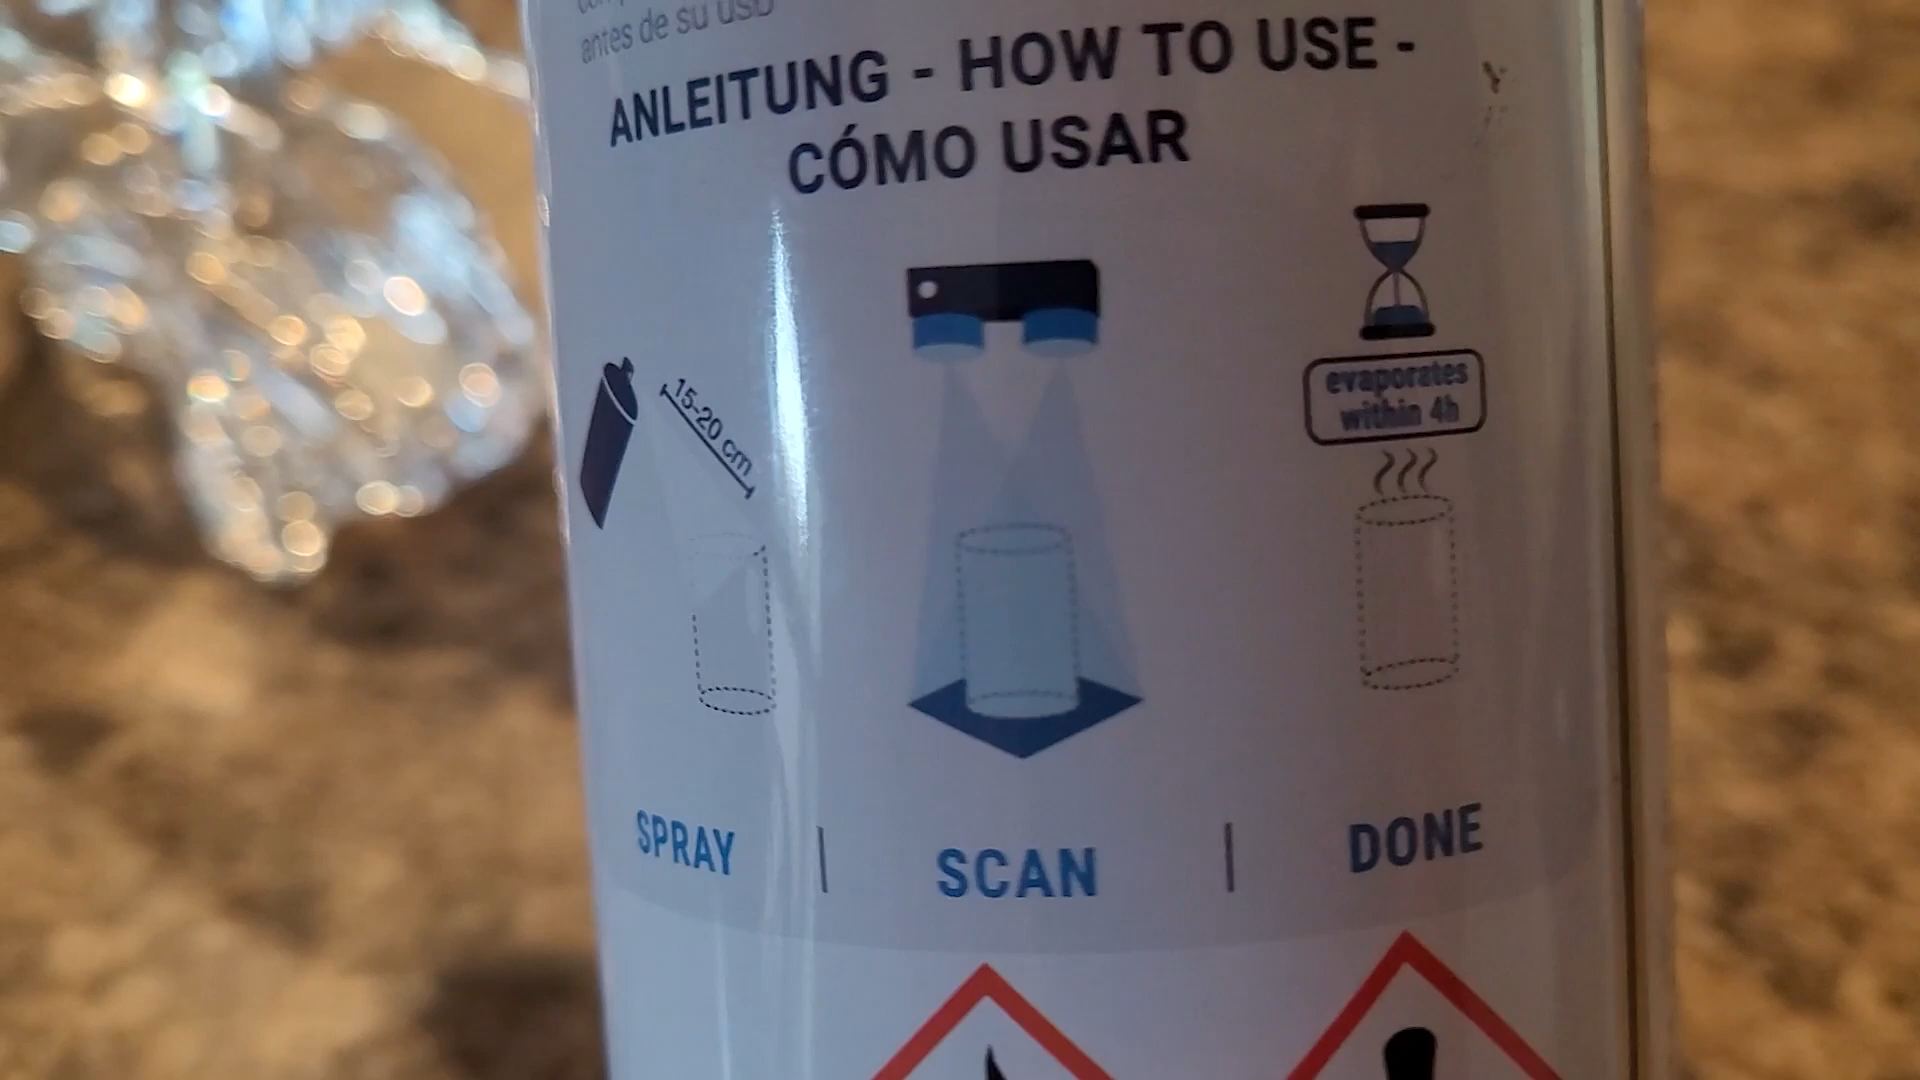 antes de su uso
ANLEITUNG - HOW TO USE -
CÓMO USAR
15-20 cm
evaporates
within 4h
SPRAY | SCAN | DONE